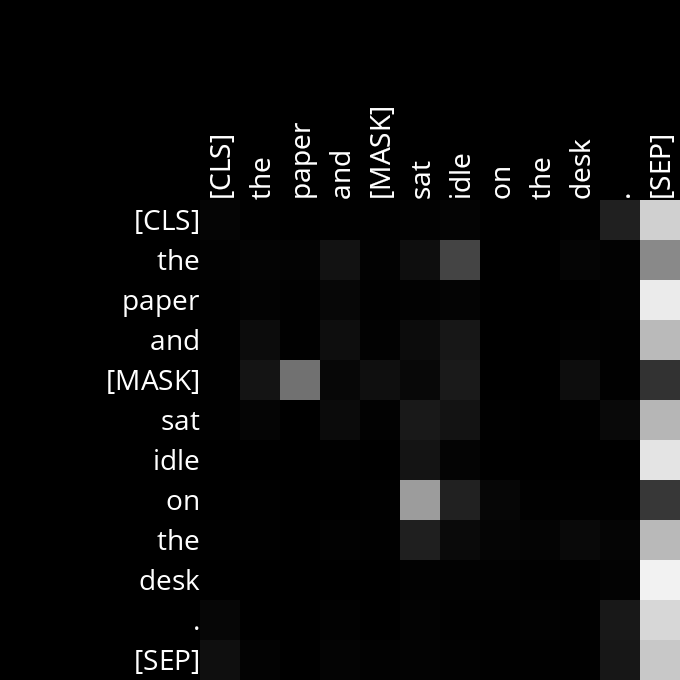 [CLS] the paper and [MASK] sat idle on the desk . [SEP]
[CLS]
the
paper
and
[MASK]
sat
idle
on
the
desk
.
[SEP]